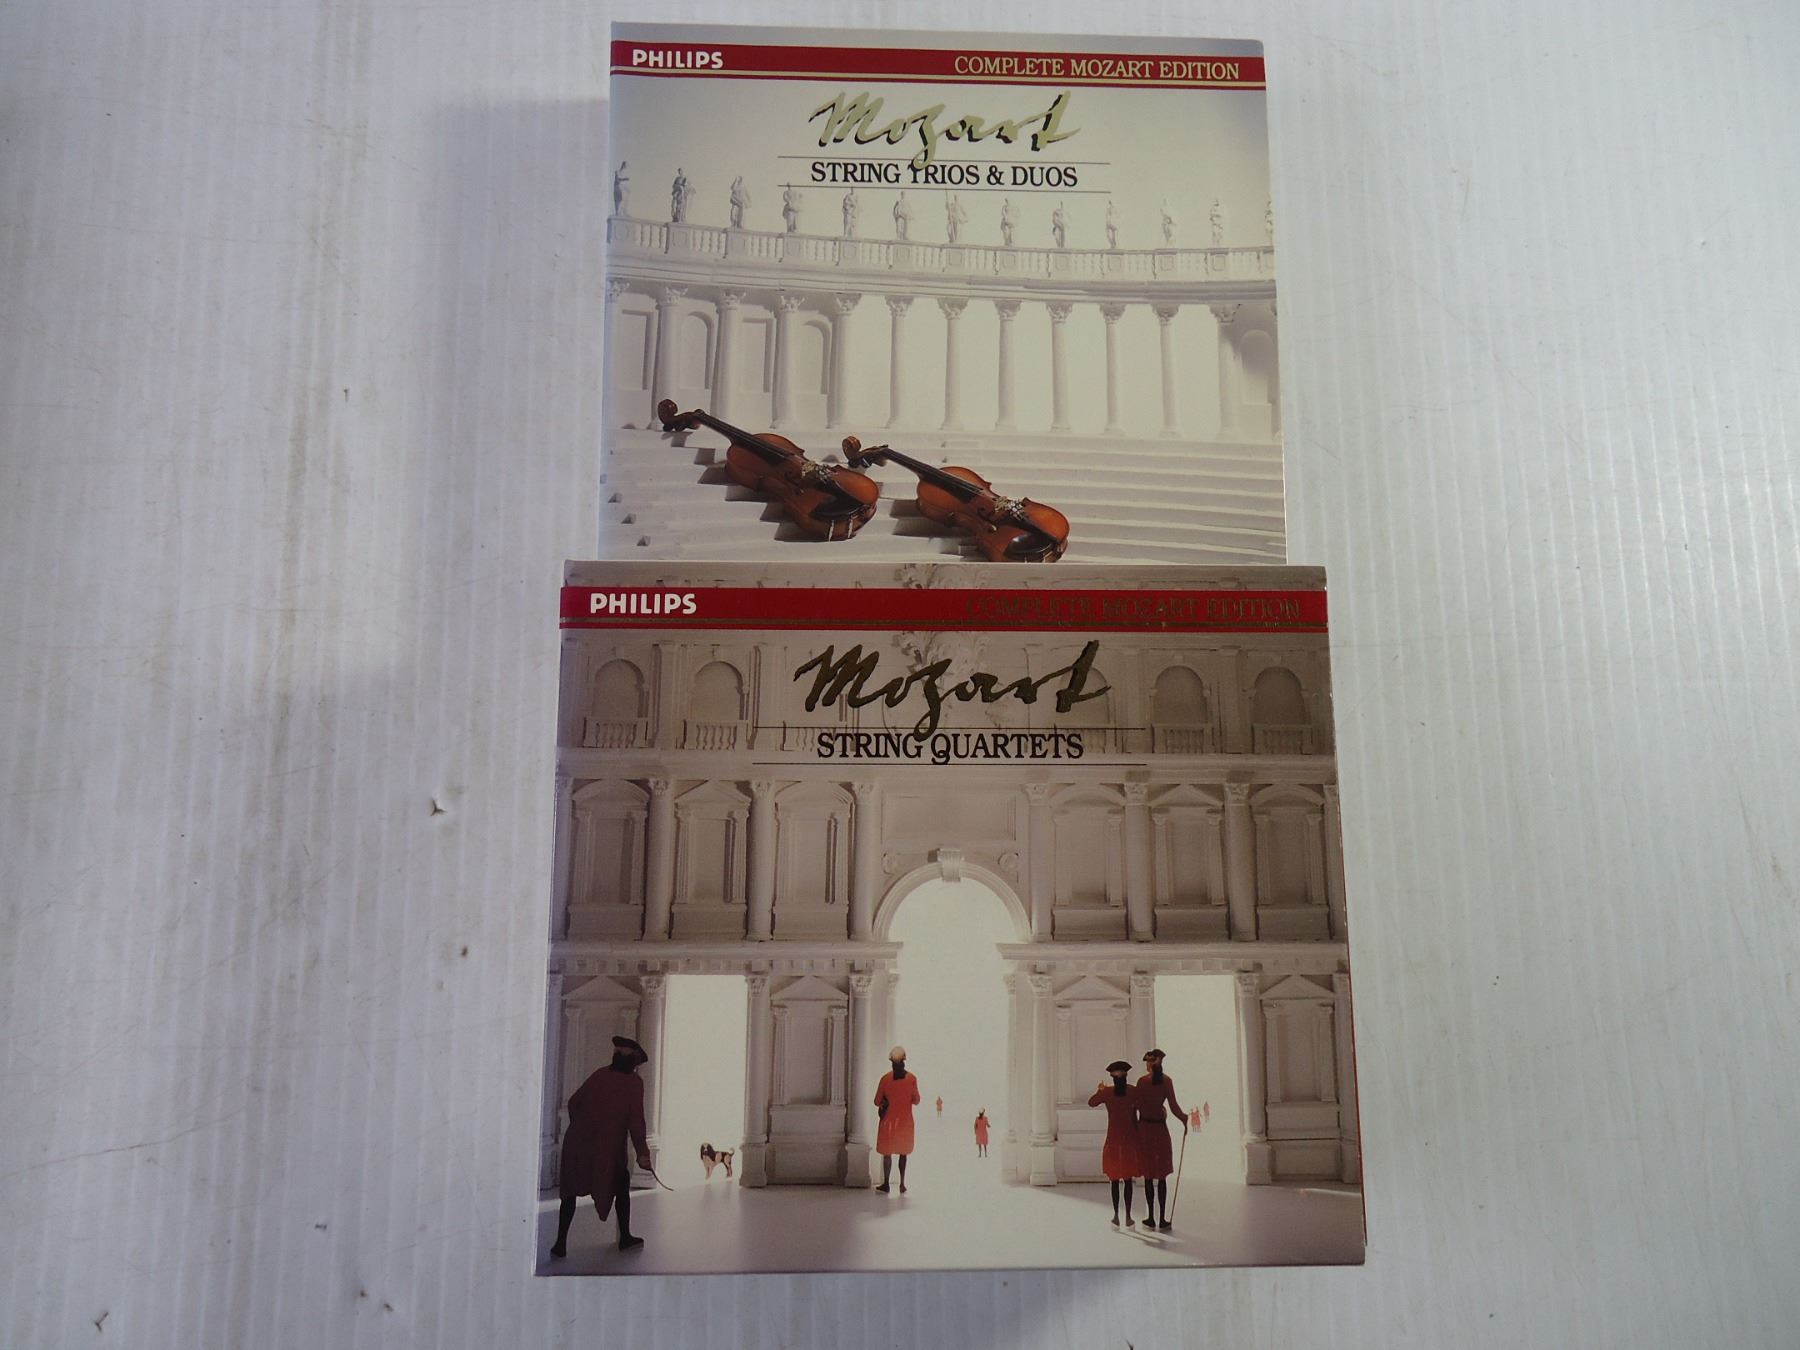 PHILIPS COMPLETE MOZART EDITION
Mozart
STRING TRIOS & DUOS
PHILIPS COMPLETE MOZART EDITION
Mozart
STRING QUARTETS